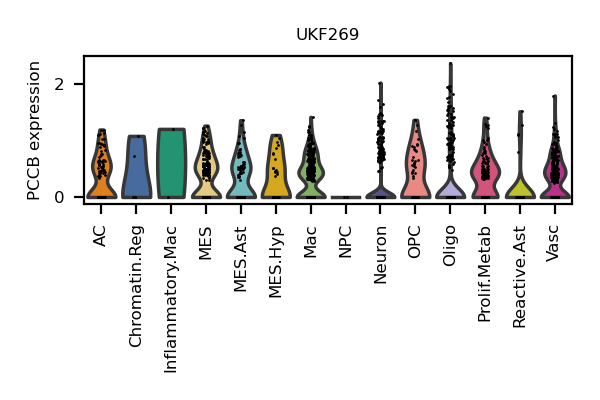 UKF269
PCCB expression
2
0
AC
Chromatin.Reg
Inflammatory.Mac
MES
MES.Ast
MES.Hyp
Mac
NPC
Neuron
OPC
Oligo
Prolif.Metab
Reactive.Ast
Vasc